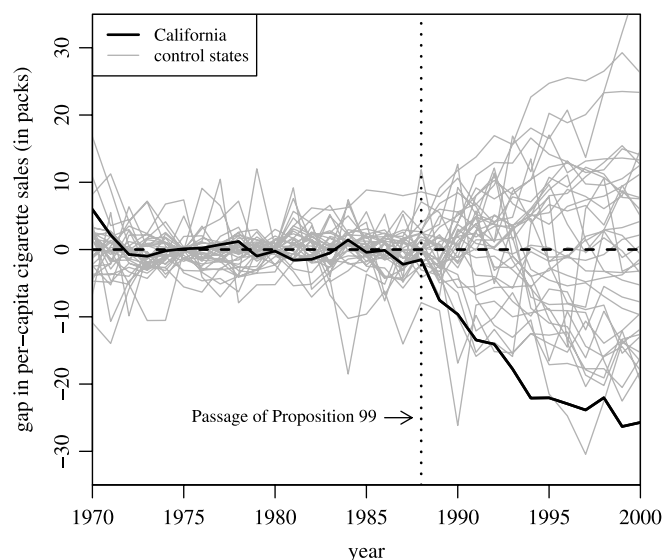 California
control states
gap in per−capita cigarette sales (in packs)
30
20
10
0
−10
−20
−30
Passage of Proposition 99
1970 1975 1980 1985 1990 1995 2000
year